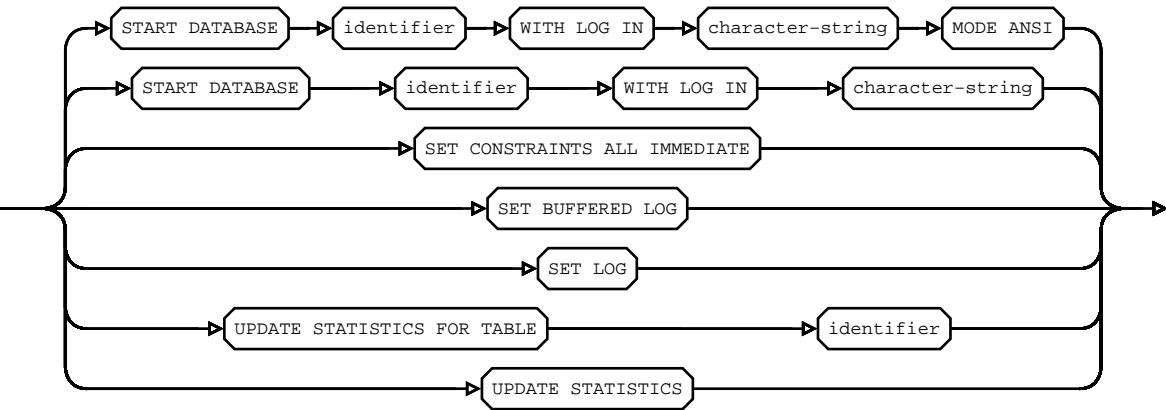 START DATABASE identifier WITH LOG IN character-string MODE ANSI
START DATABASE identifier WITH LOG IN character-string
SET CONSTRAINTS ALL IMMEDIATE
SET BUFFERED LOG
SET LOG
UPDATE STATISTICS FOR TABLE identifier
UPDATE STATISTICS